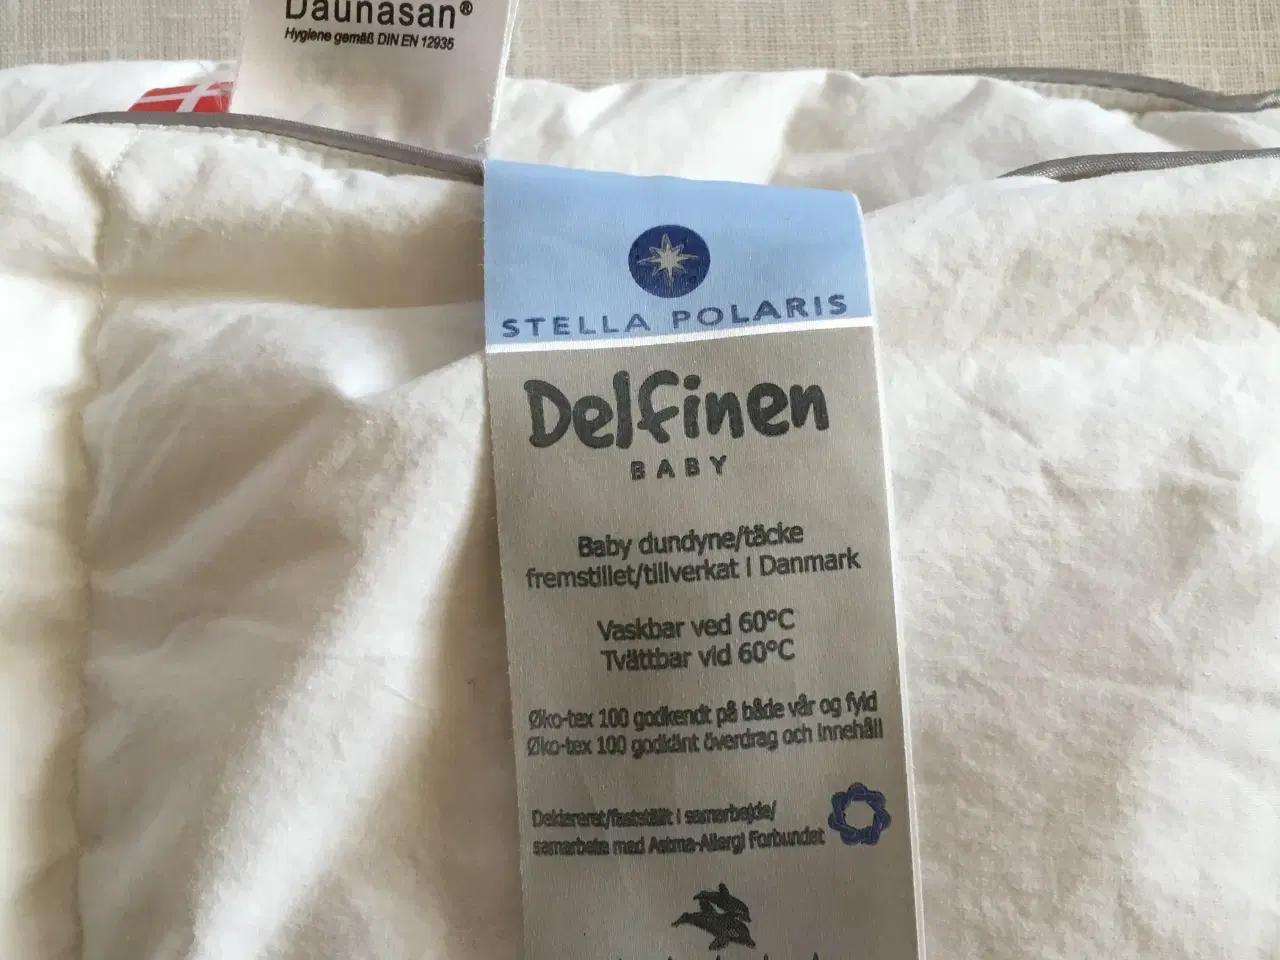 Daunasan®
Hygiene gemäß DIN EN 12935
STELLA POLARIS
Delfinen
BABY
Baby dundyne/täcke
fremstillet/tillverkat i Danmark
Vaskbar ved 60°C
Tvättbar vid 60°C
Øko-tex 100 godkendt på både vår og fyld
Øko-tex 100 godkänt överdrag och innehåll
Deklareret/fastställt i samarbejde/
samarbete med Astma-Allergi Forbundet